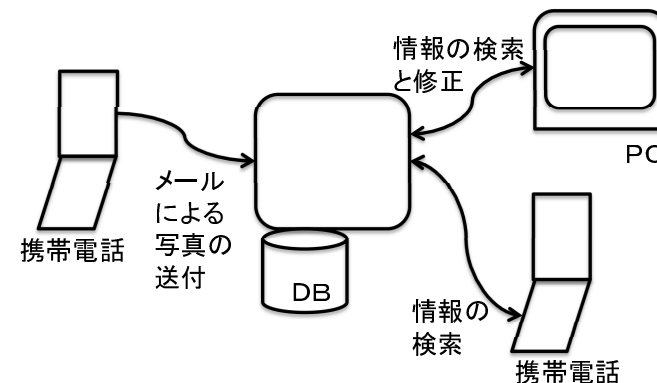 情報の検索
と修正
PC
メール
による
写真の
送付
携帯電話
DB
情報の
検索
携帯電話